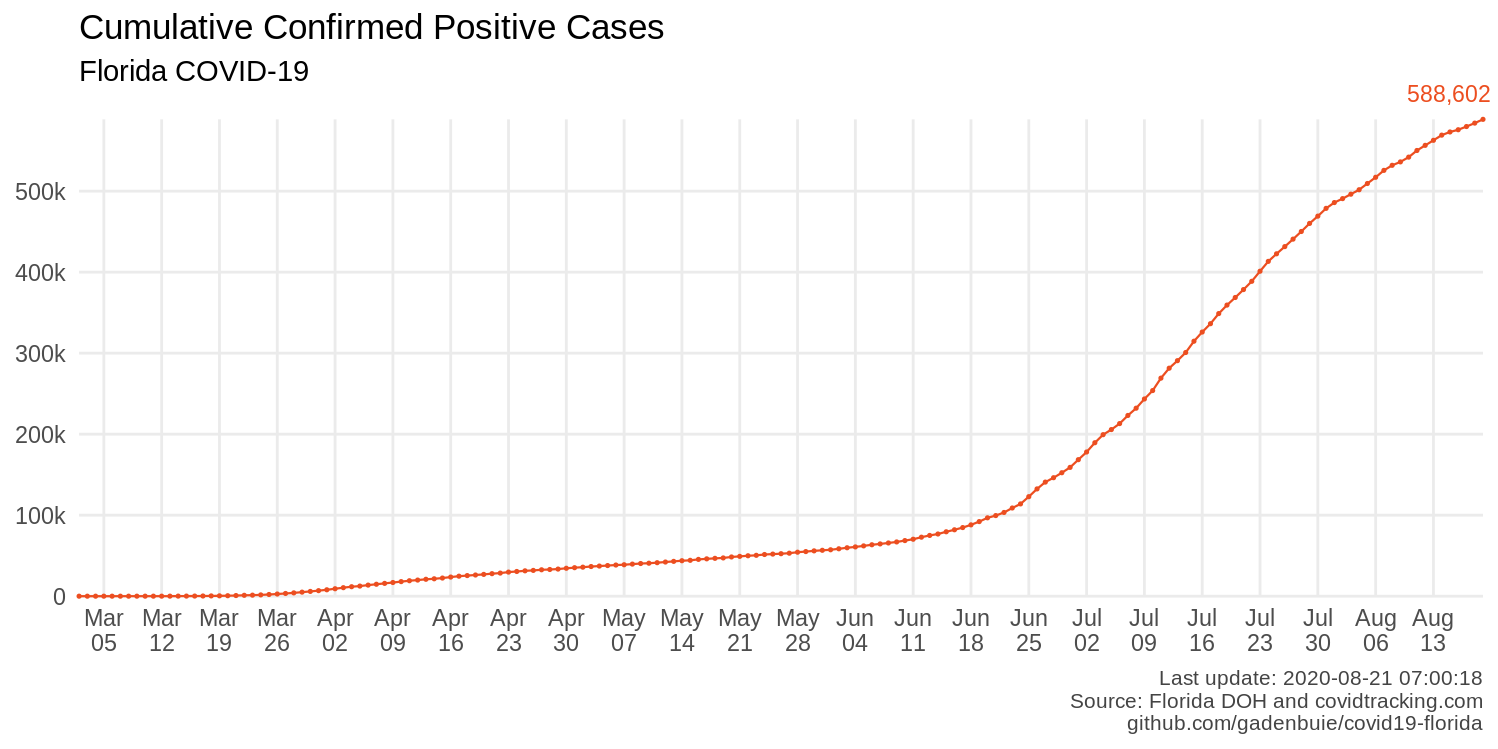 Cumulative Confirmed Positive Cases
Florida COVID-19
588,602
500k
400k
300k
200k
100k
0
Mar Mar Mar Mar Apr Apr Apr Apr Apr May May May May Jun Jun Jun Jun Jul Jul Jul Jul Jul Aug Aug
05 12 19 26 02 09 16 23 30 07 14 21 28 04 11 18 25 02 09 16 23 30 06 13
Last update: 2020-08-21 07:00:18
Source: Florida DOH and covidtracking.com
github.com/gadenbuie/covid19-florida